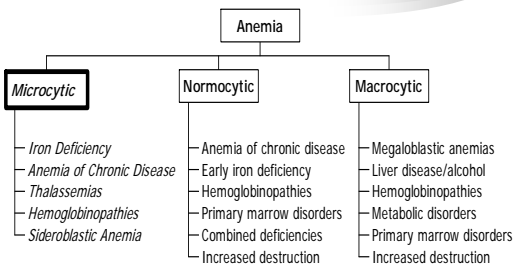 Anemia
Microcytic
Iron Deficiency
Anemia of Chronic Disease
Thalassemias
Hemoglobinopathies
Sideroblastic Anemia
Normocytic
Anemia of chronic disease
Early iron deficiency
Hemoglobinopathies
Primary marrow disorders
Combined deficiencies
Increased destruction
Macrocytic
Megaloblastic anemias
Liver disease/alcohol
Hemoglobinopathies
Metabolic disorders
Primary marrow disorders
Increased destruction